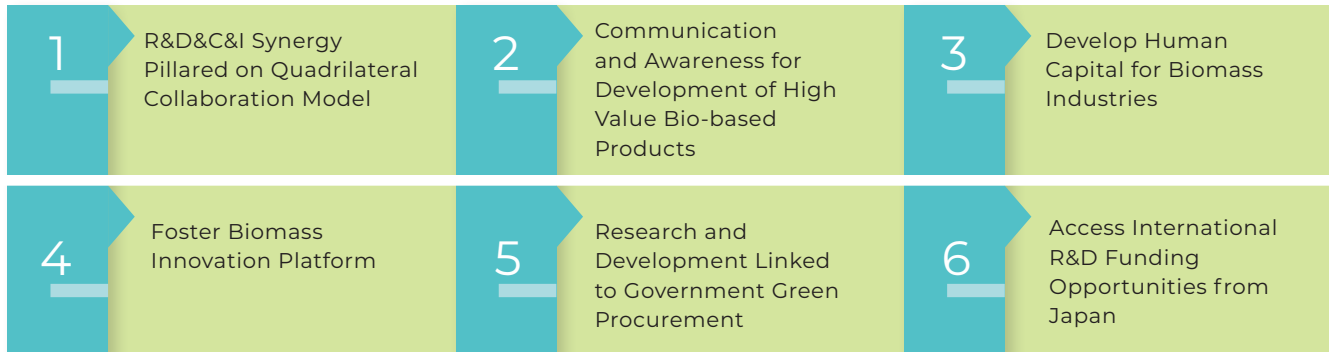 1
R&D&C&I Synergy
Pillared on Quadrilateral
Collaboration Model
2
Communication
and Awareness for
Development of High
Value Bio-based
Products
3
Develop Human
Capital for Biomass
Industries
4
Foster Biomass
Innovation Platform
5
Research and
Development Linked
to Government Green
Procurement
6
Access International
R&D Funding
Opportunities from
Japan